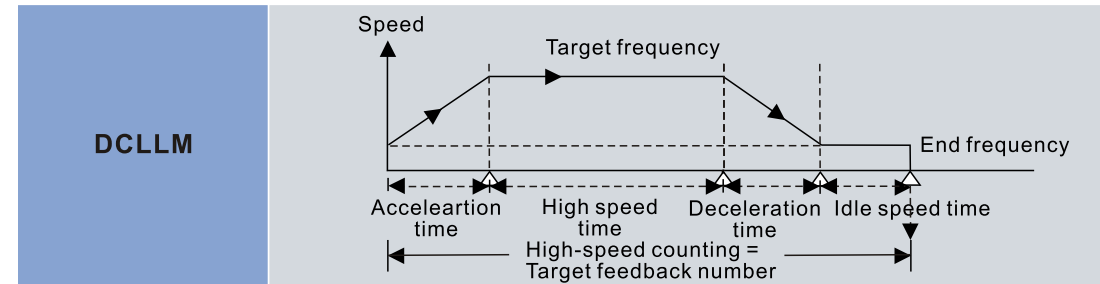 DCLLM
Speed
Target frequency
End frequency
Acceleartion
time
High speed
time
Deceleration
time
Idle speed time
High-speed counting =
Target feedback number